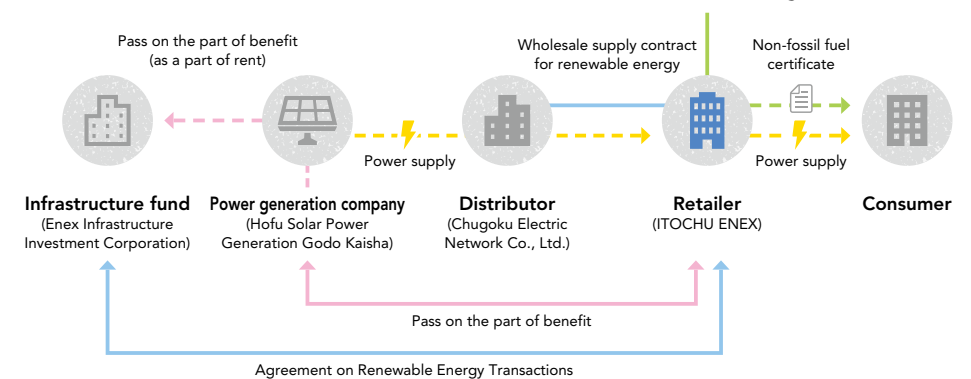 Pass on the part of benefit
(as a part of rent)
Wholesale supply contract
for renewable energy
Non-fossil fuel
certificate
Power supply
Power supply
Infrastructure fund
(Enex Infrastructure
Investment Corporation)
Power generation company
(Hofu Solar Power
Generation Godo Kaisha)
Distributor
(Chugoku Electric
Network Co., Ltd.)
Retailer
(ITOCHU ENEX)
Consumer
Pass on the part of benefit
Agreement on Renewable Energy Transactions